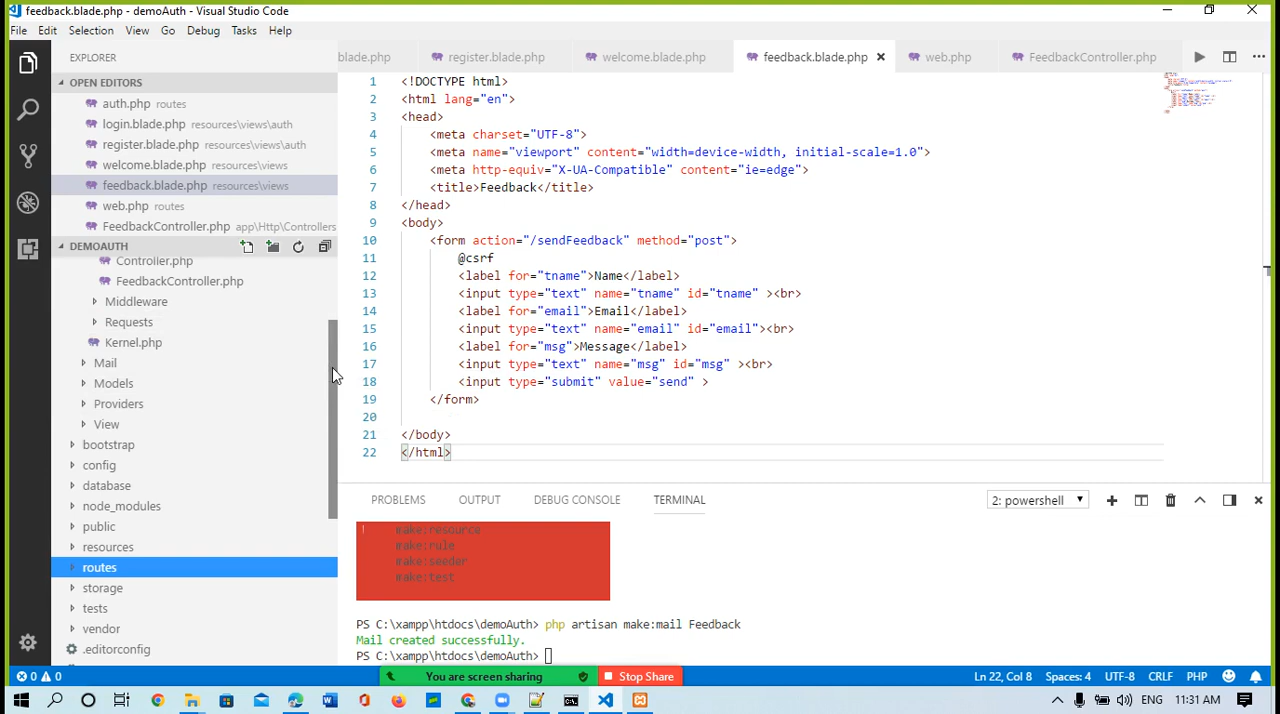 feedback.blade.php - demoAuth - Visual Studio Code
File Edit Selection View Go Debug Tasks Help
EXPLORER
blade.php register.blade.php welcome.blade.php feedback.blade.php web.php FeedbackController.php
OPEN EDITORS
auth.php routes
login.blade.php resources\views\auth
register.blade.php resources\views\auth
welcome.blade.php resources\views
feedback.blade.php resources\views
web.php routes
FeedbackController.php app\Http\Controllers
DEMOAUTH
Controller.php
FeedbackController.php
Middleware
Requests
Kernel.php
Mail
Models
Providers
View
bootstrap
config
database
node_modules
public
resources
routes
storage
tests
vendor
.editorconfig
1 <!DOCTYPE html>
2 <html lang="en">
3 <head>
4 <meta charset="UTF-8">
5 <meta name="viewport" content="width=device-width, initial-scale=1.0">
6 <meta http-equiv="X-UA-Compatible" content="ie=edge">
7 <title>Feedback</title>
8 </head>
9 <body>
10 <form action="/sendFeedback" method="post">
11 @csrf
12 <label for="tname">Name</label>
13 <input type="text" name="tname" id="tname" ><br>
14 <label for="email">Email</label>
15 <input type="text" name="email" id="email"><br>
16 <label for="msg">Message</label>
17 <input type="text" name="msg" id="msg" ><br>
18 <input type="submit" value="send" >
19 </form>
20
21 </body>
22 </html>
PROBLEMS OUTPUT DEBUG CONSOLE TERMINAL 2: powershell
make:resource
make:rule
make:seeder
make:test
PS C:\xampp\htdocs\demoAuth> php artisan make:mail Feedback
Mail created successfully.
PS C:\xampp\htdocs\demoAuth>
0 0 You are screen sharing Stop Share Ln 22, Col 8 Spaces: 4 UTF-8 CRLF PHP
ENG 11:31 AM